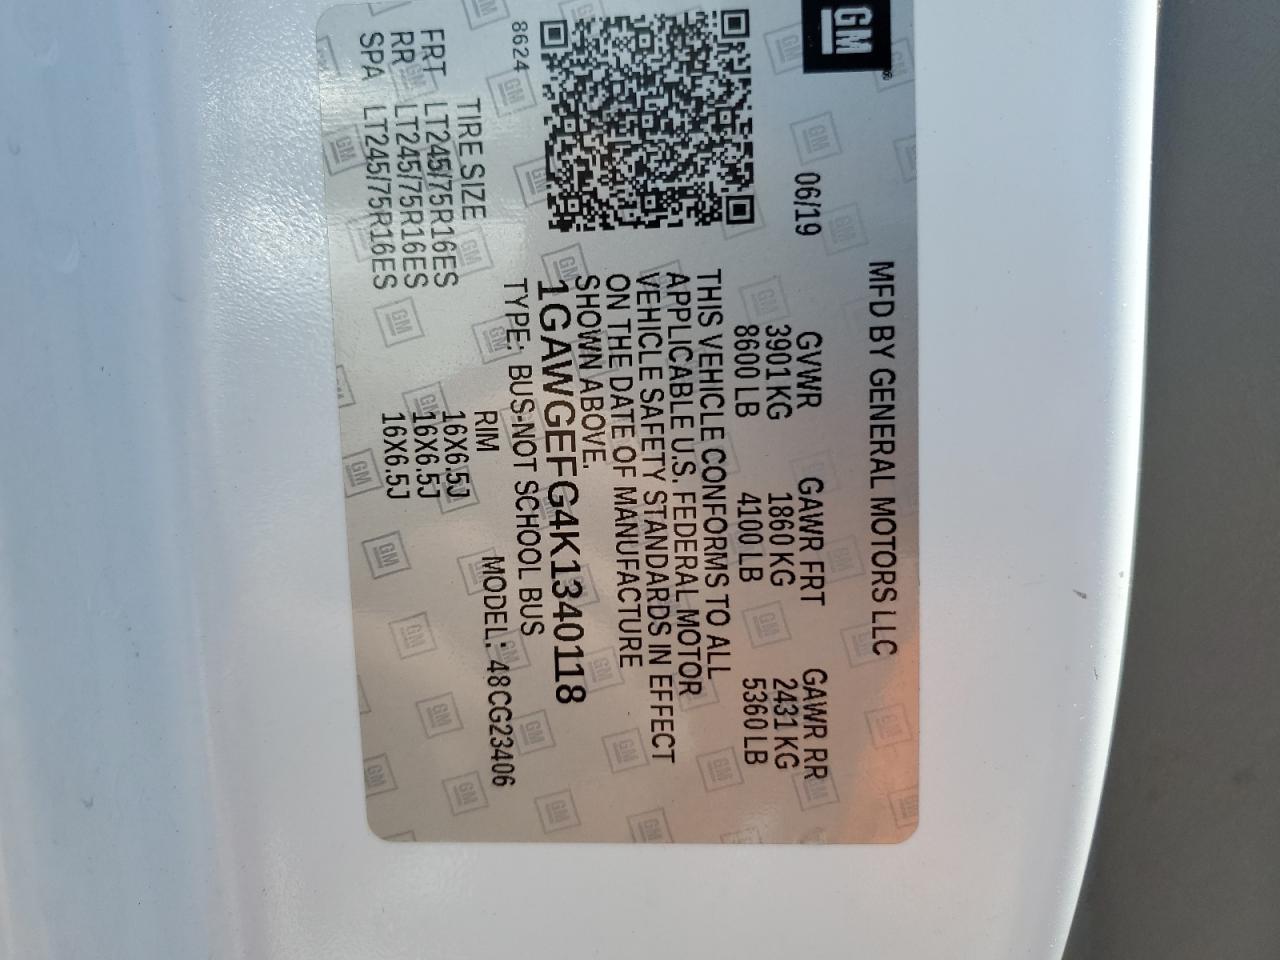 GM
MFD BY GENERAL MOTORS LLC
06/19
GVWR GAWR FRT GAWR RR
3901 KG 1860 KG 2431 KG
8600 LB 4100 LB 5360 LB
THIS VEHICLE CONFORMS TO ALL
APPLICABLE U.S. FEDERAL MOTOR
VEHICLE SAFETY STANDARDS IN EFFECT
ON THE DATE OF MANUFACTURE
SHOWN ABOVE.
1GAWGEFG4K1340118
TYPE: BUS-NOT SCHOOL BUS
8624
MODEL: 48CG23406
TIRE SIZE RIM
FRT LT245/75R16ES 16X6.5J
RR LT245/75R16ES 16X6.5J
SPA LT245/75R16ES 16X6.5J